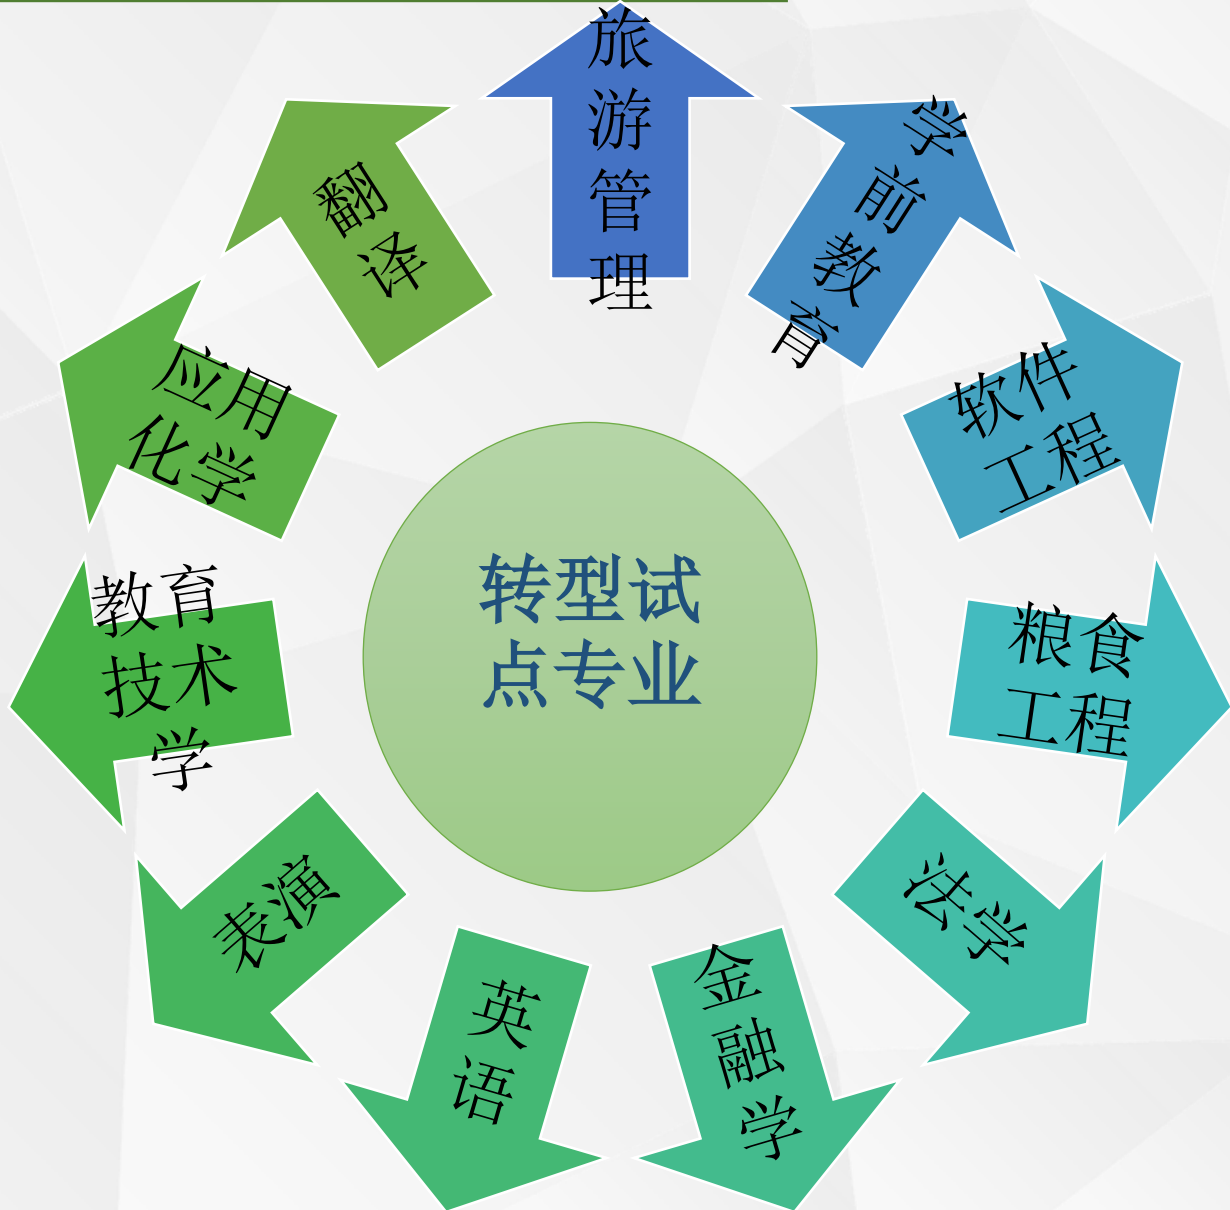 旅
游
管
理
学
前
教
育
软件
工程
粮食
工程
法学
金
融
学
英
语
表演
教育
技术
学
应用
化学
翻
译
转型试
点专业